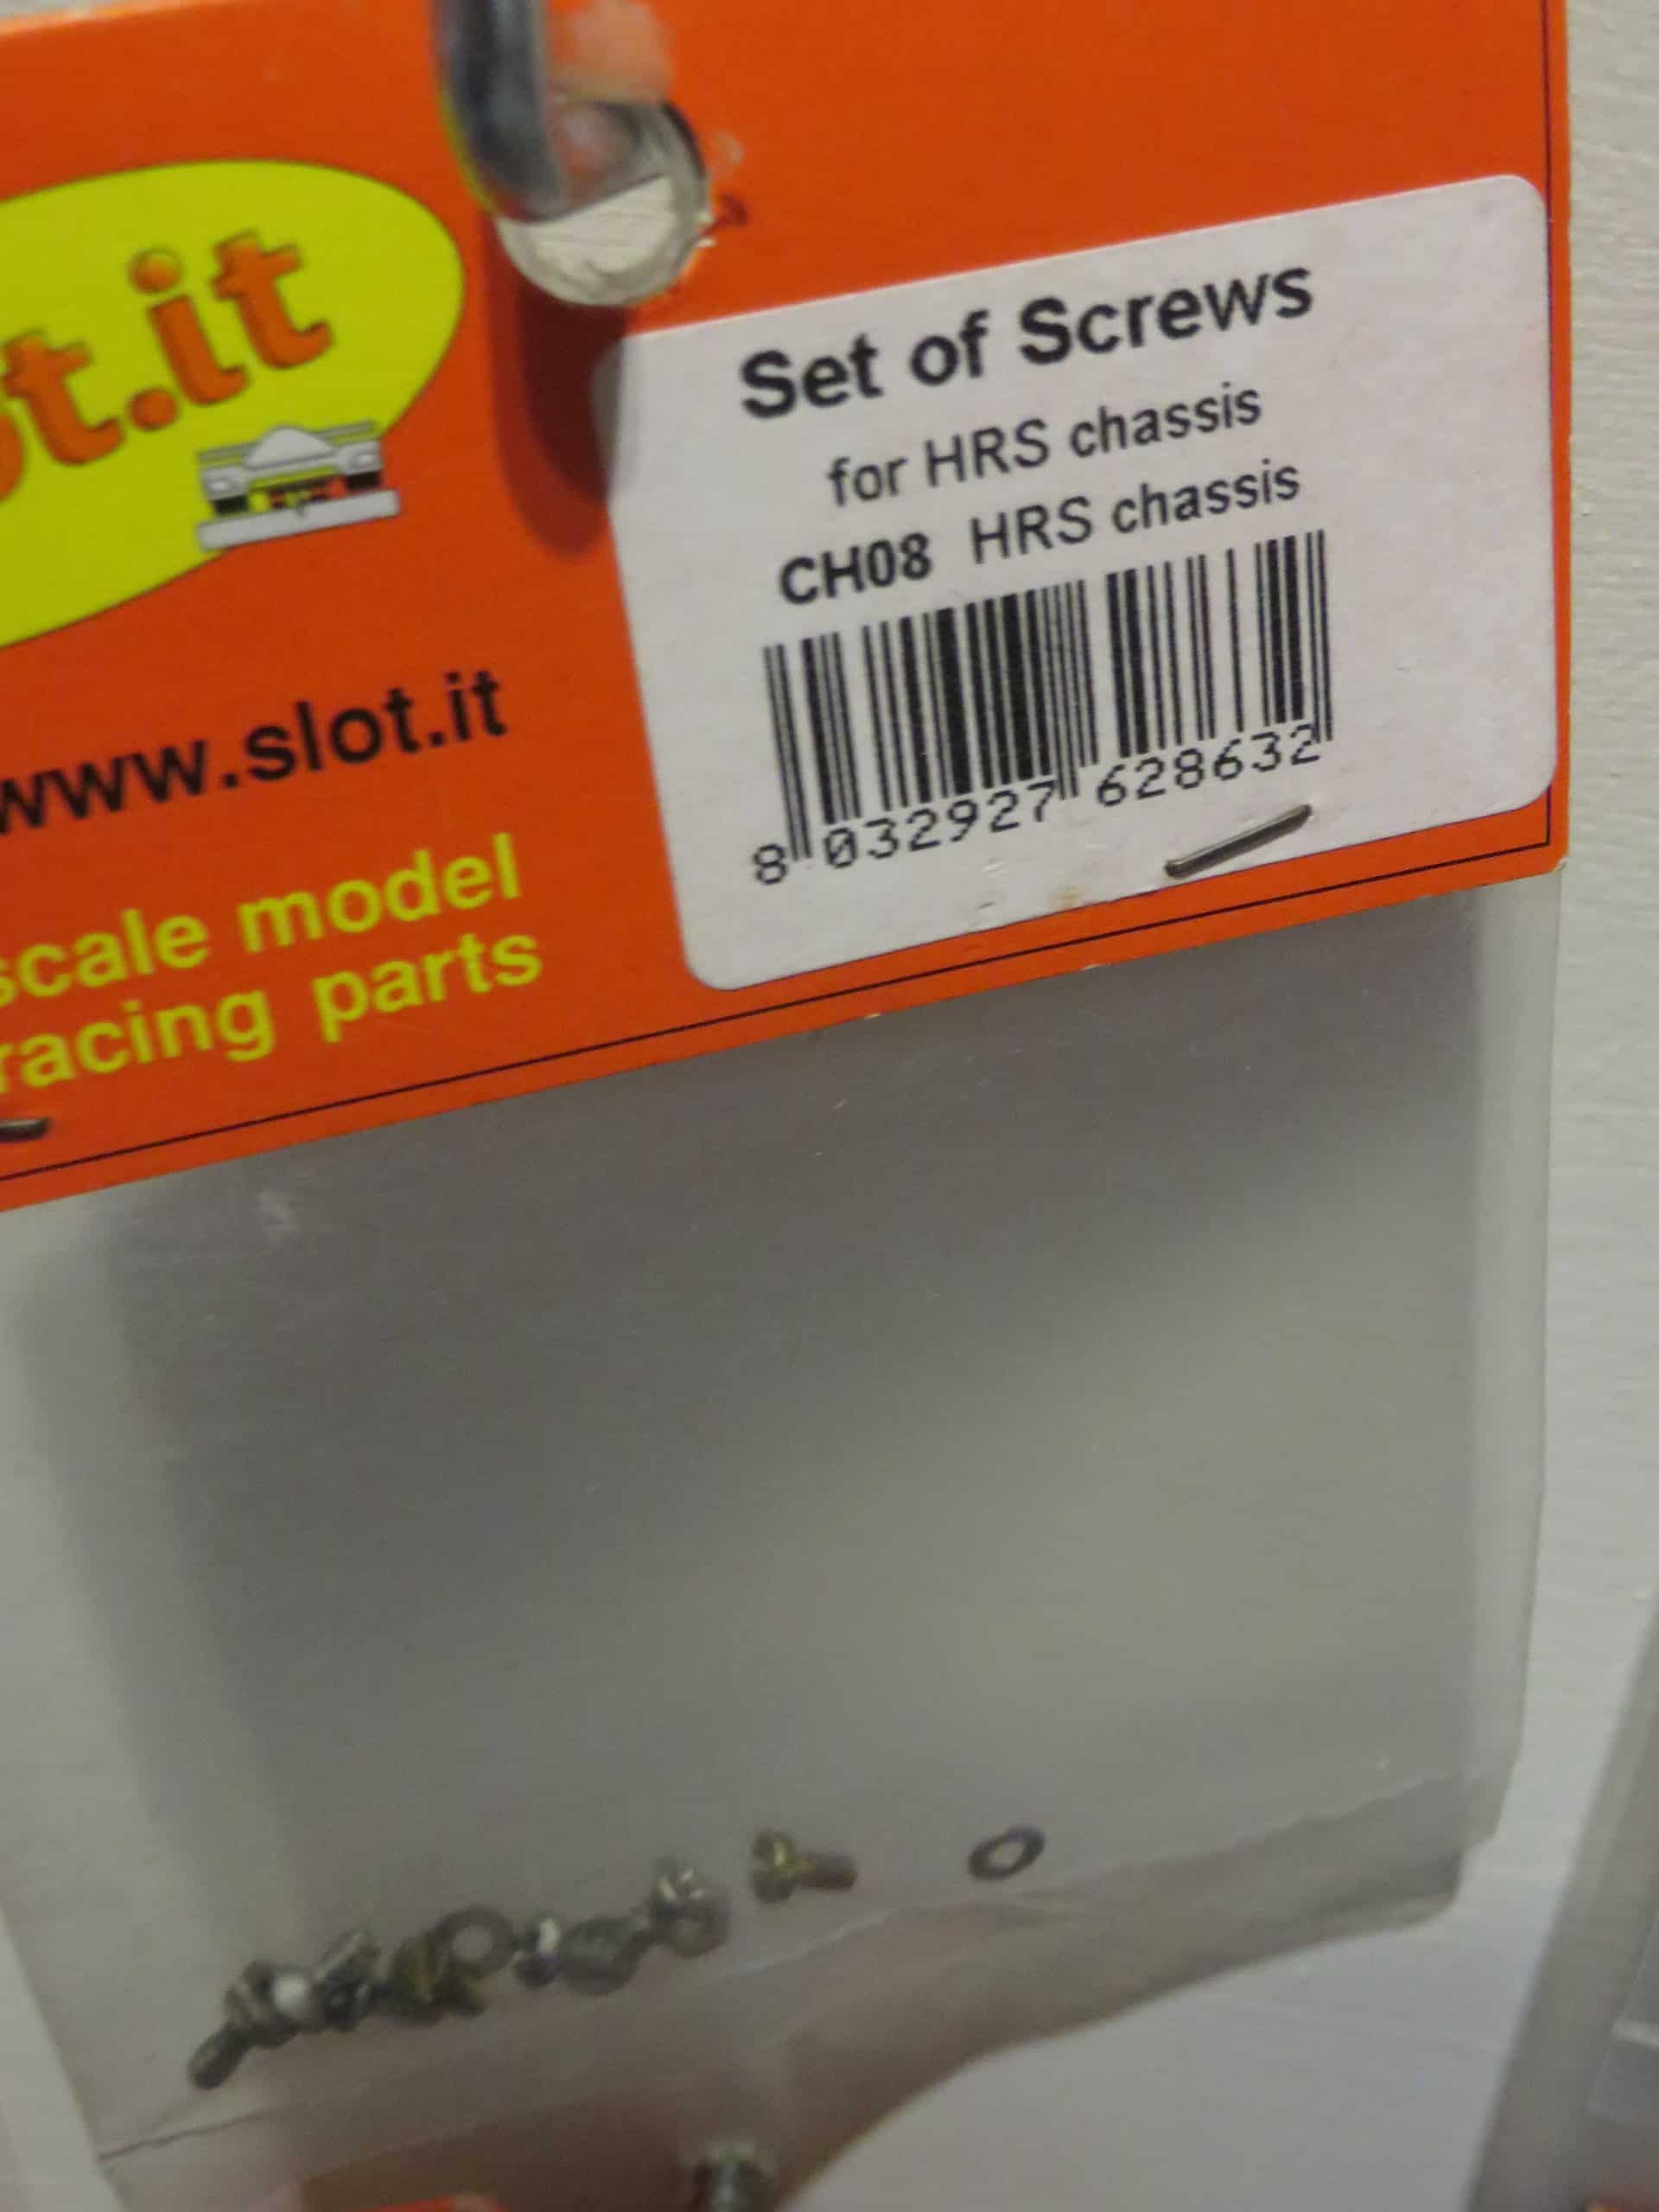 t.it
www.slot.it
scale model
racing parts
Set of Screws
for HRS chassis
CH08 HRS chassis
8 032927 628632